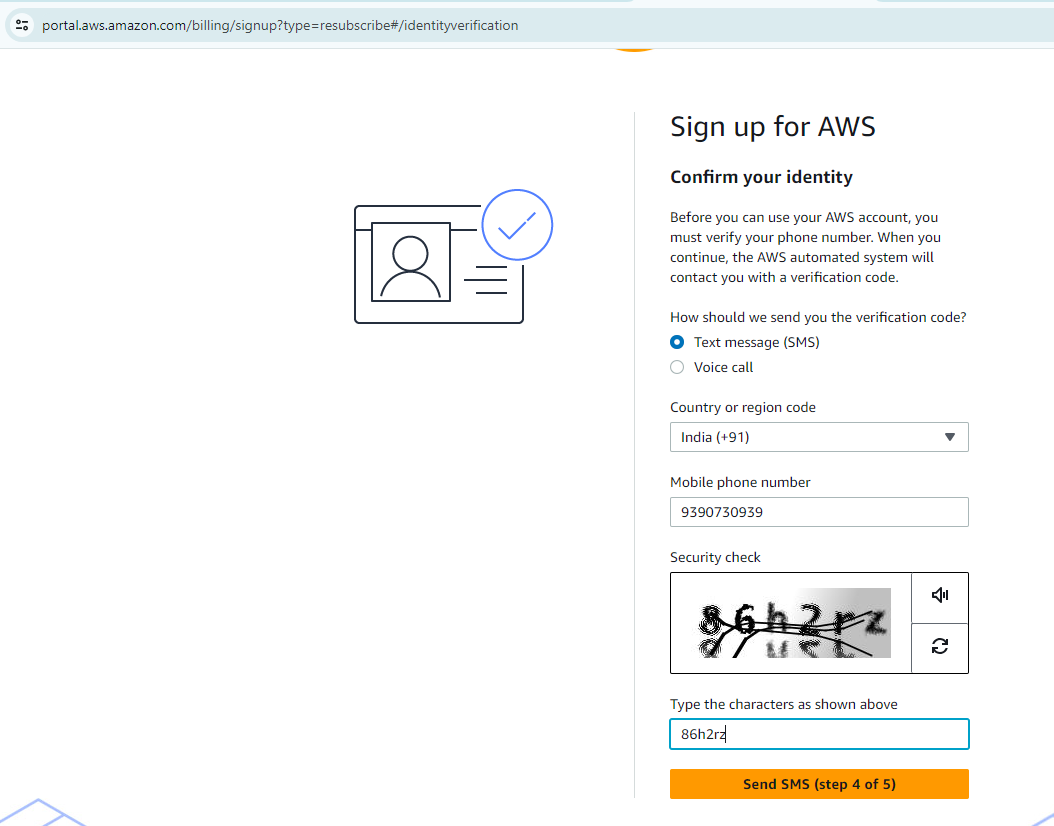 portal.aws.amazon.com/billing/signup?type=resubscribe#/identityverification
Sign up for AWS
Confirm your identity
Before you can use your AWS account, you
must verify your phone number. When you
continue, the AWS automated system will
contact you with a verification code.
How should we send you the verification code?
Text message (SMS)
Voice call
Country or region code
India (+91)
Mobile phone number
9390730939
Security check
Type the characters as shown above
86h2rz
Send SMS (step 4 of 5)